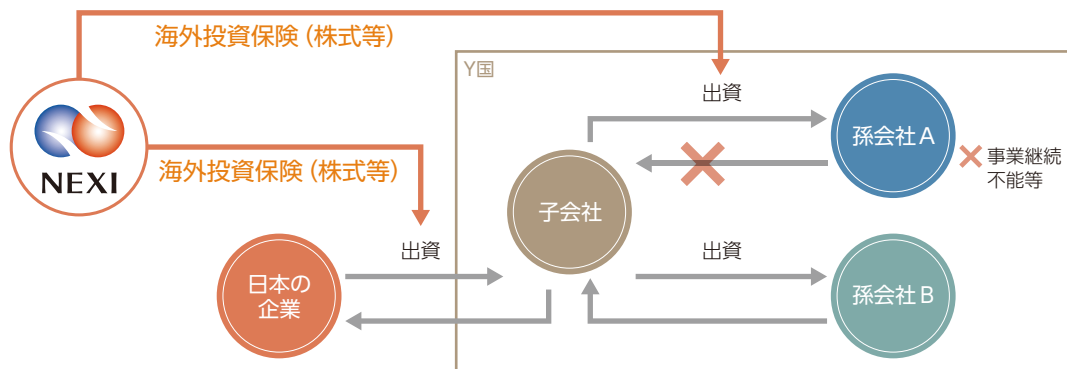 海外投資保険（株式等）
Y国
出資
孫会社A
NEXI
海外投資保険（株式等）
事業継続
不能等
子会社
出資
出資
日本の
企業
孫会社B